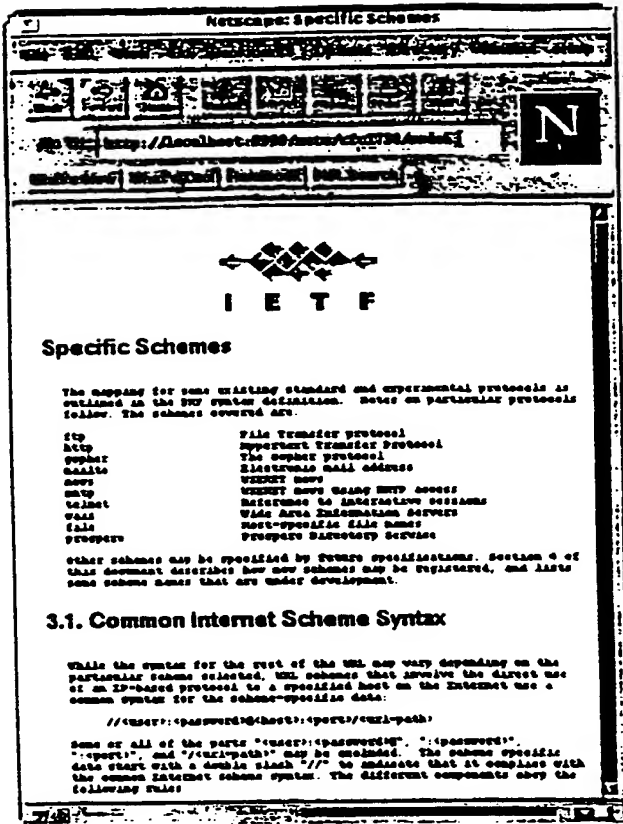 Netscape: Specific Schemes
N
IETF
Specific Schemes
The mapping for some existing standard and experimental protocols is
outlined in the BNF syntax definition. Notes on particular protocols
follow. The schemes covered are:
ftp File Transfer protocol
http Hypertext Transfer Protocol
gopher The Gopher protocol
mailto Electronic mail address
news USENET news
nntp USENET news using NNTP access
telnet Reference to interactive sessions
wais Wide Area Information Servers
file Host-specific file names
prospero Prospero Directory Service
Other schemes may be specified by future specifications. Section 4 of
this document describes how new schemes may be registered, and lists
some scheme names that are under development.
3.1. Common Internet Scheme Syntax
While the syntax for the rest of the URL may vary depending on the
particular scheme selected, URL schemes that involve the direct use
of an IP-based protocol to a specified host on the Internet use a
common syntax for the scheme-specific data:
//<user>:<password>@<host>:<port>/<url-path>
Some or all of the parts "<user>:<password>@", ":<password>",
":<port>", and "/<url-path>" may be excluded. The scheme specific
data start with a double slash "//" to indicate that it complies with
the common Internet scheme syntax. The different components obey the
following rules: